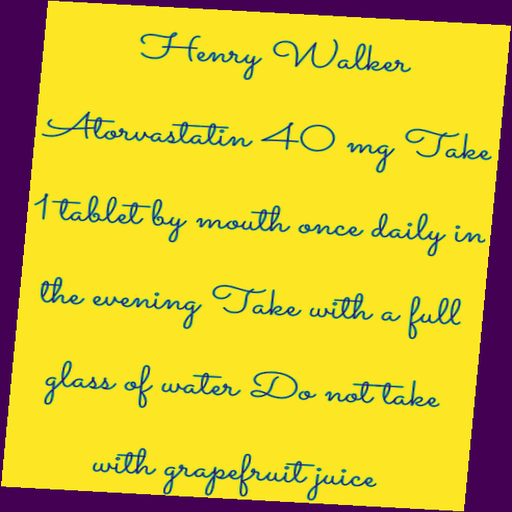 Henry Walker
Atorvastatin 40 mg Take
1 tablet by mouth once daily in
the evening Take with a full
glass of water Do not take
with grapefruit juice